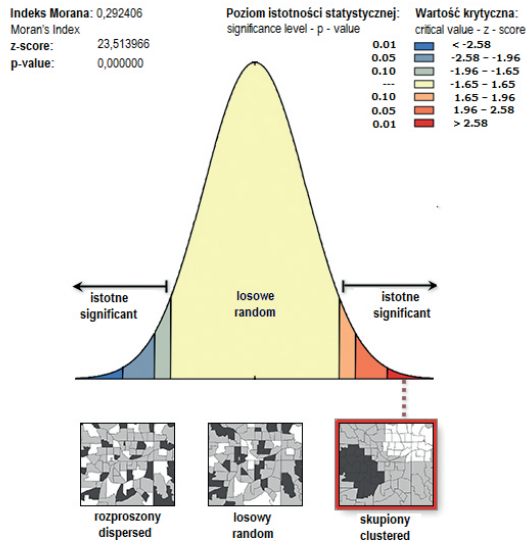 Indeks Morana: 0,292406
Moran's Index
z-score: 23,513966
p-value: 0,000000
Poziom istotności statystycznej:
significance level - p - value
Wartość krytyczna:
critical value - z - score
0.01 < -2.58
0.05 -2.58 – -1.96
0.10 -1.96 – -1.65
--- -1.65 – 1.65
0.10 1.65 – 1.96
0.05 1.96 – 2.58
0.01 > 2.58
istotne
significant
losowe
random
istotne
significant
rozproszony
dispersed
losowy
random
skupiony
clustered